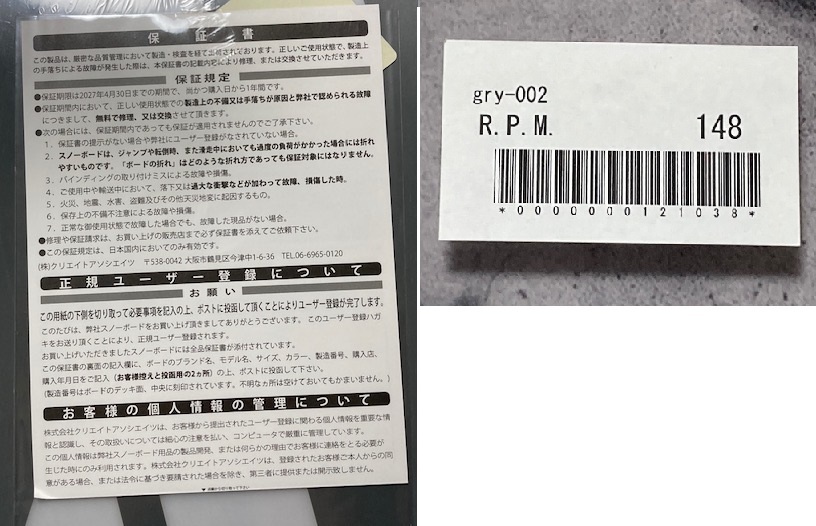 保証書
この製品は、厳密な品質管理において製造・検査を経て出荷されております。正しいご使用状態で、製造上
の手落ちによる故障が発生した際は、本保証書の記載内容により修理、または交換させていただきます。
保証規定
●保証期限は2027年4月30日までの期間で、尚かつ購入日から1年間です。
●保証期間内において、正しい使用状態での製造上の不備又は手落ちが原因と弊社で認められる故障
につきまして、無料で修理、又は交換させて頂きます。
●次の場合には、保証期間内であっても保証が適用されませんのでご了承下さい。
1. 保証書の提示がない場合や弊社にユーザー登録がなされていない場合。
2. スノーボードは、ジャンプや転倒時、また滑走中においても過度の負荷がかかった場合には折れ
やすいものです。「ボードの折れ」はどのような折れ方であっても保証対象にはなりません。
3. バインディングの取り付けミスによる故障や損傷。
4. ご使用中や輸送中において、落下又は過大な衝撃などが加わって故障、損傷した時。
5. 火災、地震、水害、盗難及びその他天災地変に起因するもの。
6. 保存上の不備不注意による故障や損傷。
7. 正常な御使用状態で故障した場合でも、故障した現品がない場合。
●修理や保証請求は、お買い上げの販売店まで必ず保証書を添えてご依頼下さい。
●この保証規定は、日本国内においてのみ有効です。
(株)クリエイトアソシエイツ 〒538-0042 大阪市鶴見区今津中1-6-36 TEL.06-6965-0120
正規ユーザー登録について
お願い
この用紙の下側を切り取って必要事項を記入の上、ポストに投函して頂くことによりユーザー登録が完了します。
このたびは、弊社スノーボードをお買い上げ頂きましてありがとうございます。このユーザー登録ハガ
キをお送り頂くことにより、正規ユーザー登録されます。
お買い上げいただきましたスノーボードには全品保証書が添付されています。
この保証書の裏面の記入欄に、ボードのブランド名、モデル名、サイズ、カラー、製造番号、購入店、
購入年月日をご記入(お客様控えと投函用の2ヵ所)の上、ポストに投函して下さい。
(製造番号はボードのデッキ面、中央に刻印されています。不明なヵ所は空けておいてもかまいません。)
お客様の個人情報の管理について
株式会社クリエイトアソシエイツは、お客様から提出されたユーザー登録に関わる個人情報を重要な情
報と認識し、その取扱いについては細心の注意を払い、コンピュータで厳重に管理しています。
この個人情報は弊社スノーボード用品の製品開発、または何らかの理由でお客様に連絡をとる必要が
生じた時にのみ利用されます。株式会社クリエイトアソシエイツは、登録されたお客様ご本人からの同
意がある場合、または法令に基づき要請された場合を除き、第三者に提供または開示致しません。
▼点線から切り取って下さい▼
gry-002
R.P.M. 148
*0000000121038*